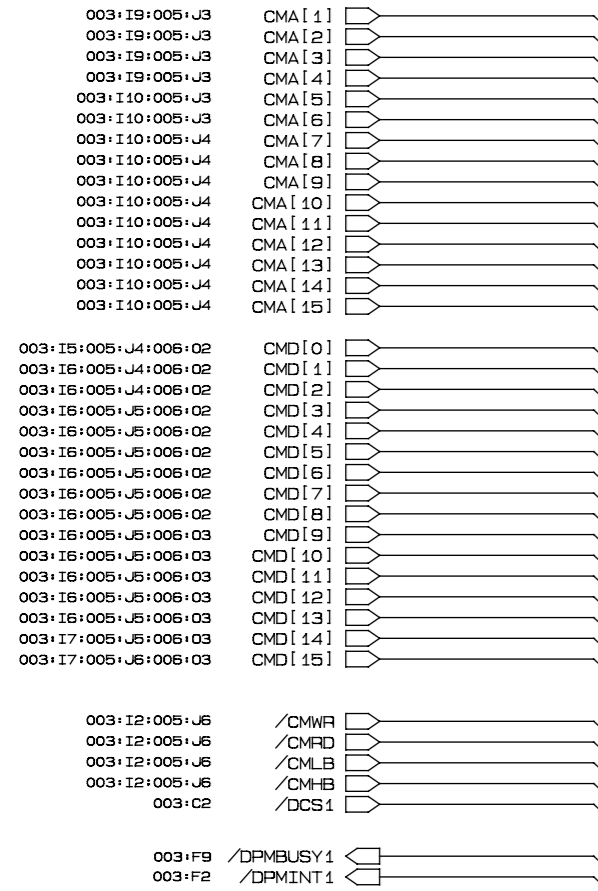 003:I9:005:J3 CMA[1]
003:I9:005:J3 CMA[2]
003:I9:005:J3 CMA[3]
003:I9:005:J3 CMA[4]
003:I10:005:J3 CMA[5]
003:I10:005:J3 CMA[6]
003:I10:005:J4 CMA[7]
003:I10:005:J4 CMA[8]
003:I10:005:J4 CMA[9]
003:I10:005:J4 CMA[10]
003:I10:005:J4 CMA[11]
003:I10:005:J4 CMA[12]
003:I10:005:J4 CMA[13]
003:I10:005:J4 CMA[14]
003:I10:005:J4 CMA[15]
003:I5:005:J4:006:02 CMD[0]
003:I6:005:J4:006:02 CMD[1]
003:I6:005:J4:006:02 CMD[2]
003:I6:005:J5:006:02 CMD[3]
003:I6:005:J5:006:02 CMD[4]
003:I6:005:J5:006:02 CMD[5]
003:I6:005:J5:006:02 CMD[6]
003:I6:005:J5:006:02 CMD[7]
003:I6:005:J5:006:02 CMD[8]
003:I6:005:J5:006:03 CMD[9]
003:I6:005:J5:006:03 CMD[10]
003:I6:005:J5:006:03 CMD[11]
003:I6:005:J5:006:03 CMD[12]
003:I6:005:J5:006:03 CMD[13]
003:I7:005:J5:006:03 CMD[14]
003:I7:005:J6:006:03 CMD[15]
003:I2:005:J6 /CMWR
003:I2:005:J6 /CMRD
003:I2:005:J6 /CMLB
003:I2:005:J6 /CMHB
003:C2 /DCS1
003:F9 /DPMBUSY1
003:F2 /DPMINT1